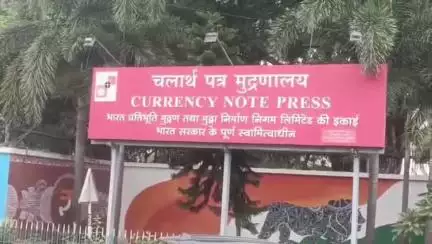 चलार्थ पत्र मुद्रणालय
CURRENCY NOTE PRESS
भारत प्रतिभूति मुद्रण तथा मुद्रा निर्माण निगम लिमिटेड की इकाई
भारत सरकार के पूर्ण स्वामित्वाधीन